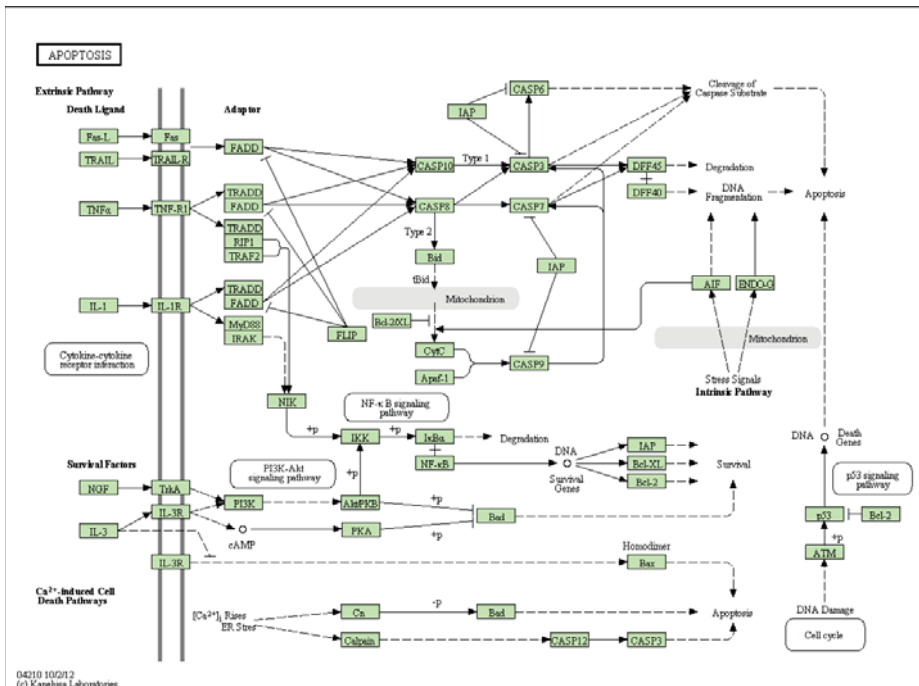 APOPTOSIS
Extrinsic Pathway
Death Ligand
Adaptor
Fas-L
Fas
TRAIL
TRAIL-R
FADD
TNFα
TNF-R1
TRADD
FADD
TRADD
RIP1
TRAF2
IL-1
IL-1R
TRADD
FADD
MyD88
IRAK
Cytokine-cytokine
receptor interaction
FLIP
NIK
CASP10
Type 1
CASP3
CASP8
CASP7
Type 2
Bid
tBid
Mitochondrion
Bcl-2/XL
CytC
Apaf-1
CASP9
IAP
CASP6
IAP
Cleavage of
Caspase Substrate
DFF45
Degradation
DFF40
DNA
Fragmentation
Apoptosis
AIF
ENDO-G
Mitochondrion
Stress Signals
Intrinsic Pathway
NF-κB signaling
pathway
+p
IKK
+p
IκBα
Degradation
NF-κB
DNA
Survival
Genes
IAP
Bcl-XL
Bcl-2
Survival
DNA
Death
Genes
p53 signaling
pathway
p53
Bcl-2
+p
ATM
DNA Damage
Cell cycle
Survival Factors
PI3K-Akt
signaling pathway
NGF
TrkA
PI3K
+p
Akt/PKB
+p
Bad
IL-3R
IL-3
cAMP
PKA
+p
IL-3R
Homodimer
Bax
Ca2+-induced Cell
Death Pathways
[Ca2+]i Rises
ER Stres
Cn
-p
Bad
Apoptosis
Calpain
CASP12
CASP3
04210 10/2/12
(c) Kanehisa Laboratories